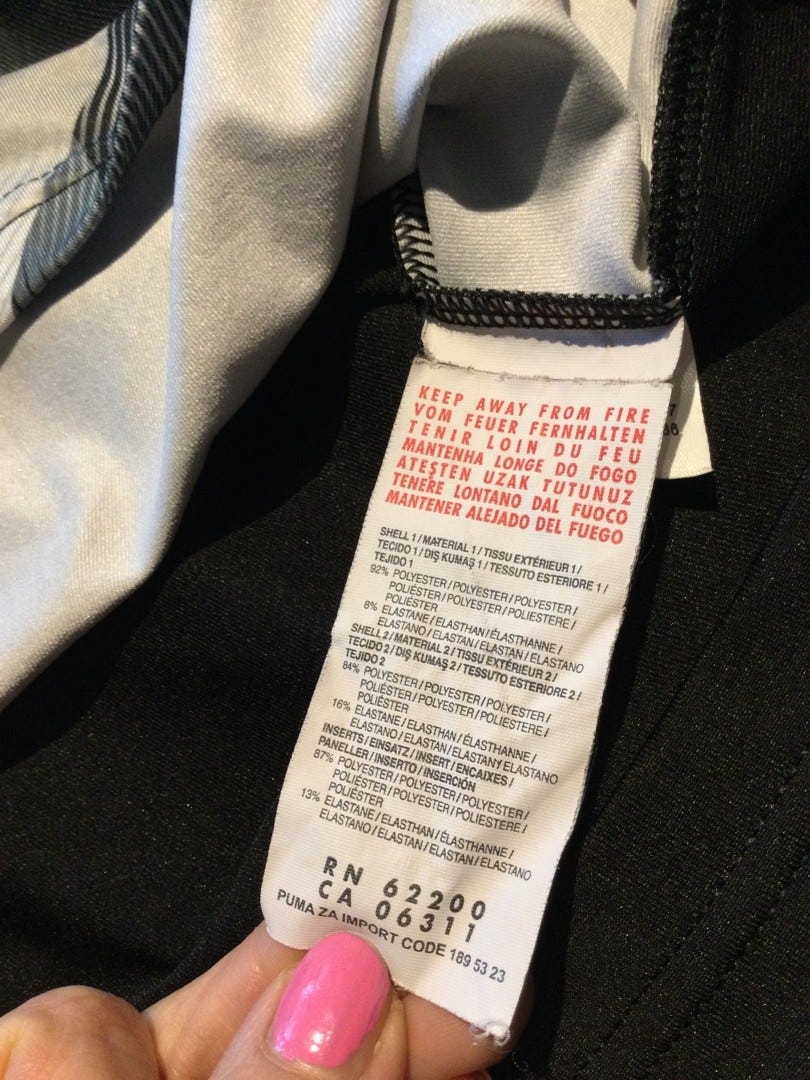 KEEP AWAY FROM FIRE
VOM FEUER FERNHALTEN
TENIR LOIN DU FEU
MANTENHA LONGE DO FOGO
ATEŞTEN UZAK TUTUNUZ
TENERE LONTANO DAL FUOCO
MANTENER ALEJADO DEL FUEGO
SHELL 1 / MATERIAL 1 / TISSU EXTÉRIEUR 1 /
TECIDO 1 / DIŞ KUMAŞ 1 / TESSUTO ESTERIORE 1 /
TEJIDO 1
92% POLYESTER / POLYESTER / POLYESTER /
POLIÉSTER / POLYESTER / POLIESTERE /
POLIÉSTER
8% ELASTANE / ELASTHAN / ÉLASTHANNE /
ELASTANO / ELASTAN / ELASTAN / ELASTANO
SHELL 2 / MATERIAL 2 / TISSU EXTÉRIEUR 2 /
TECIDO 2 / DIŞ KUMAŞ 2 / TESSUTO ESTERIORE 2 /
TEJIDO 2
84% POLYESTER / POLYESTER / POLYESTER /
POLIÉSTER / POLYESTER / POLIESTERE /
POLIÉSTER
16% ELASTANE / ELASTHAN / ÉLASTHANNE /
ELASTANO / ELASTAN / ELASTAN / ELASTANO
INSERTS / EINSATZ / INSERT / ENCAIXES /
PANELLER / INSERTO / INSERCIÓN
87% POLYESTER / POLYESTER / POLYESTER /
POLIÉSTER / POLYESTER / POLIESTERE /
POLIÉSTER
13% ELASTANE / ELASTHAN / ÉLASTHANNE /
ELASTANO / ELASTAN / ELASTAN / ELASTANO
RN 62200
CA 06311
PUMA ZA IMPORT CODE 189 53 23